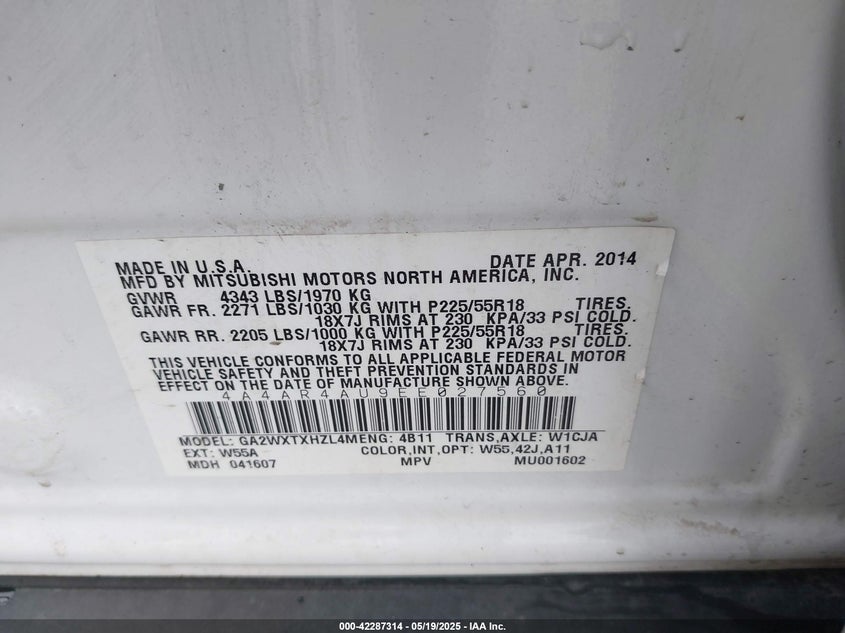 MADE IN U.S.A. DATE APR. 2014
MFD BY MITSUBISHI MOTORS NORTH AMERICA, INC.
GVWR 4343 LBS/1970 KG
GAWR FR. 2271 LBS/1030 KG WITH P225/55R18 TIRES.
18X7J RIMS AT 230 KPA/33 PSI COLD.
GAWR RR. 2205 LBS/1000 KG WITH P225/55R18 TIRES.
18X7J RIMS AT 230 KPA/33 PSI COLD.
THIS VEHICLE CONFORMS TO ALL APPLICABLE FEDERAL MOTOR
VEHICLE SAFETY AND THEFT PREVENTION STANDARDS IN
EFFECT ON THE DATE OF MANUFACTURE SHOWN ABOVE.
4A4AR4AU9EE027560
MODEL: GA2WXTXHZL4MENG: 4B11 TRANS,AXLE: W1CJA
EXT: W55A COLOR,INT,OPT: W55,42J,A11
MDH 041607 MPV MU001602
000-42287314 - 05/19/2025 - IAA Inc.